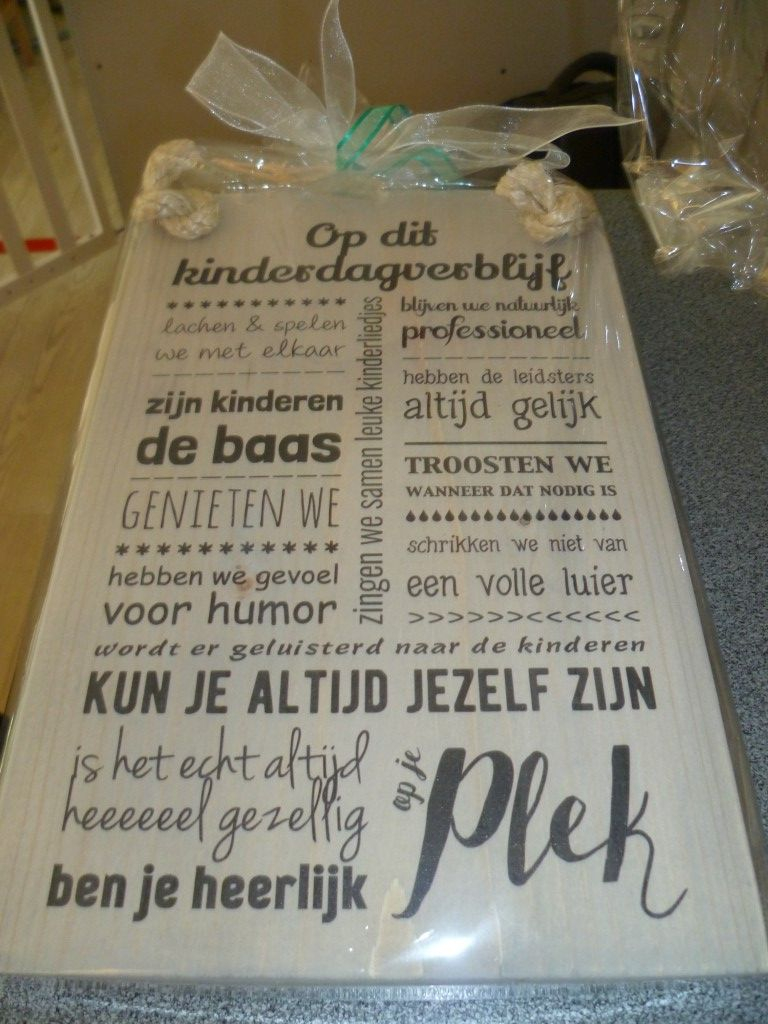 Op dit
kinderdagverblijf
lachen & spelen
we met elkaar
zijn kinderen
de baas
GENIETEN WE
hebben we gevoel
voor humor
zingen we samen leuke kinderliedjes
blijven we natuurlijk
professioneel
hebben de leidsters
altijd gelijk
TROOSTEN WE
WANNEER DAT NODIG IS
schrikken we niet van
een volle luier
wordt er geluisterd naar de kinderen
KUN JE ALTIJD JEZELF ZIJN
is het echt altijd
heeeeeel gezellig
ben je heerlijk
op je
Plek